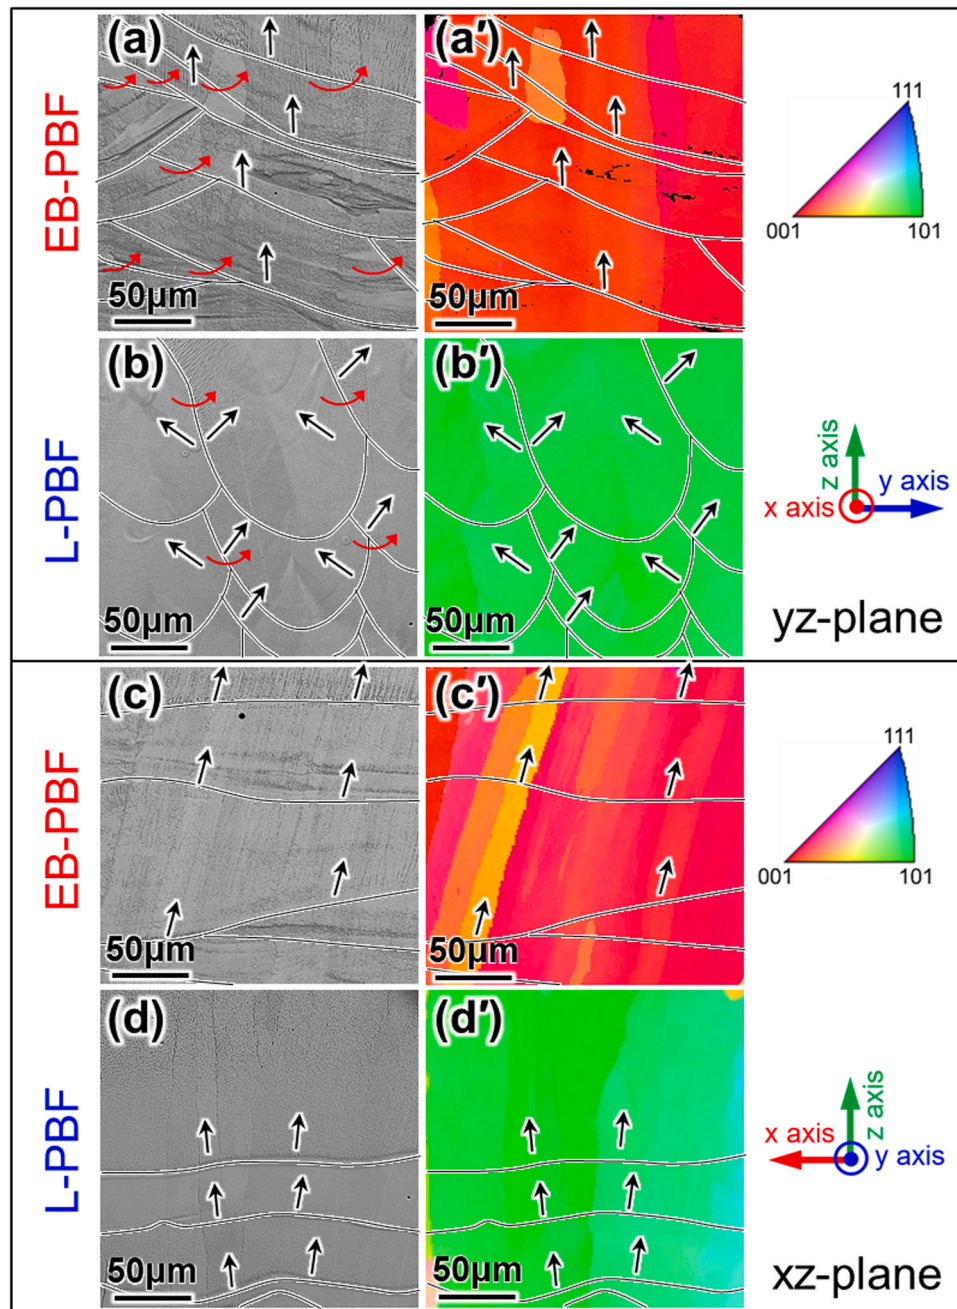 (a)
(a′)
EB-PBF
50μm
50μm
111
001
101
(b)
(b′)
L-PBF
50μm
50μm
z axis
y axis
x axis
yz-plane
(c)
(c′)
EB-PBF
50μm
50μm
111
001
101
(d)
(d′)
L-PBF
50μm
50μm
z axis
x axis
y axis
xz-plane